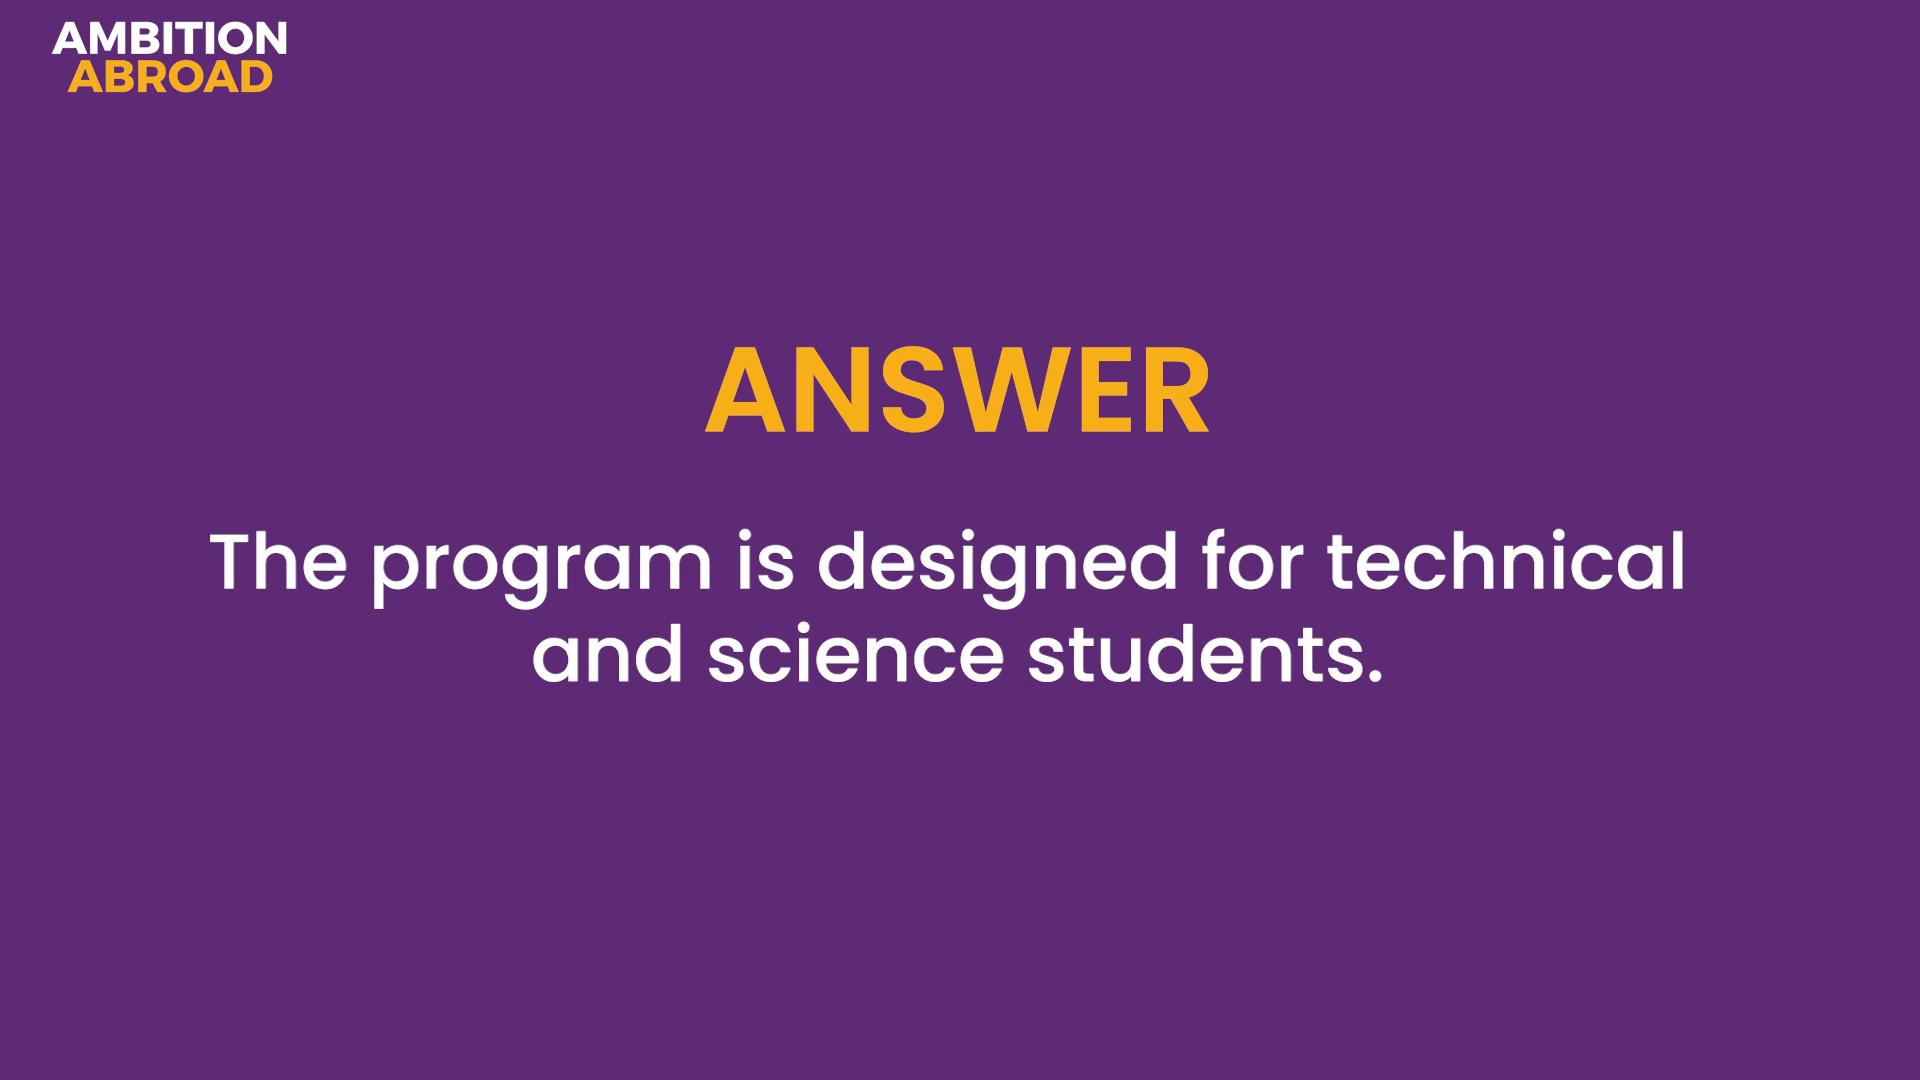 AMBITION
ABROAD
ANSWER
The program is designed for technical
and science students.